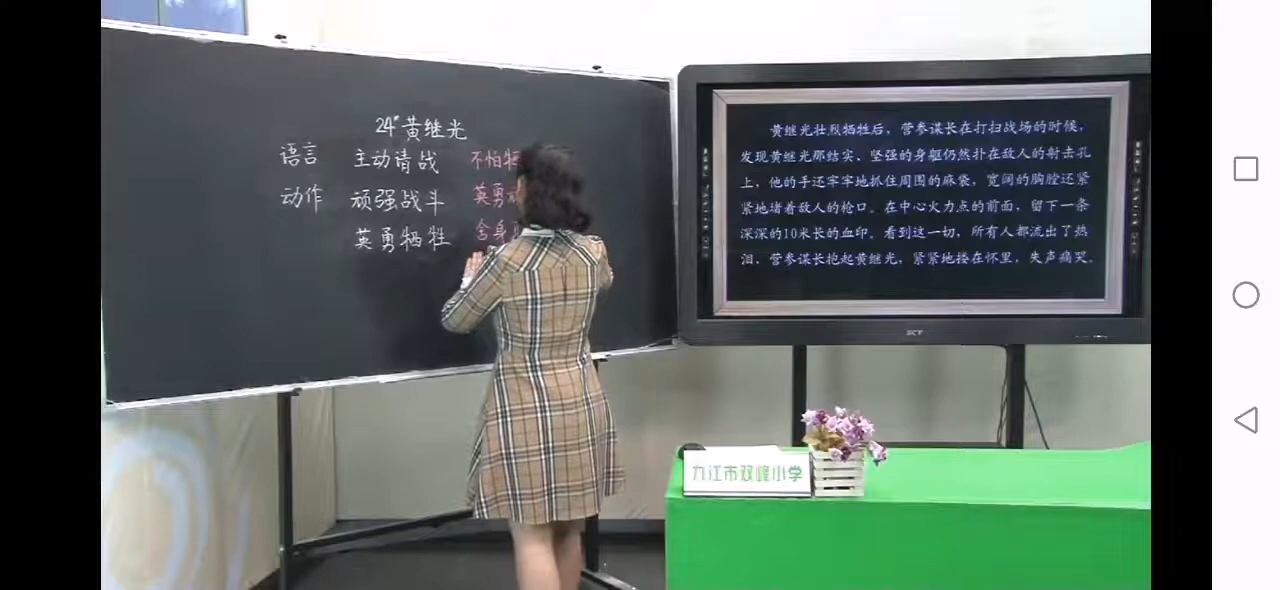 24* 黄继光
语言 主动请战 不怕牺
动作 顽强战斗 英勇
英勇牺牲 舍身
黄继光壮烈牺牲后，营参谋长在打扫战场的时候，
发现黄继光那结实、坚强的身躯仍然扑在敌人的射击孔
上，他的手还牢牢地抓住周围的麻袋，宽阔的胸膛还紧
紧地堵着敌人的枪口。在中心火力点的前面，留下一条
深深的10米长的血印。看到这一切，所有人都流出了热
泪。营参谋长抱起黄继光，紧紧地搂在怀里，失声痛哭。
九江市双峰小学